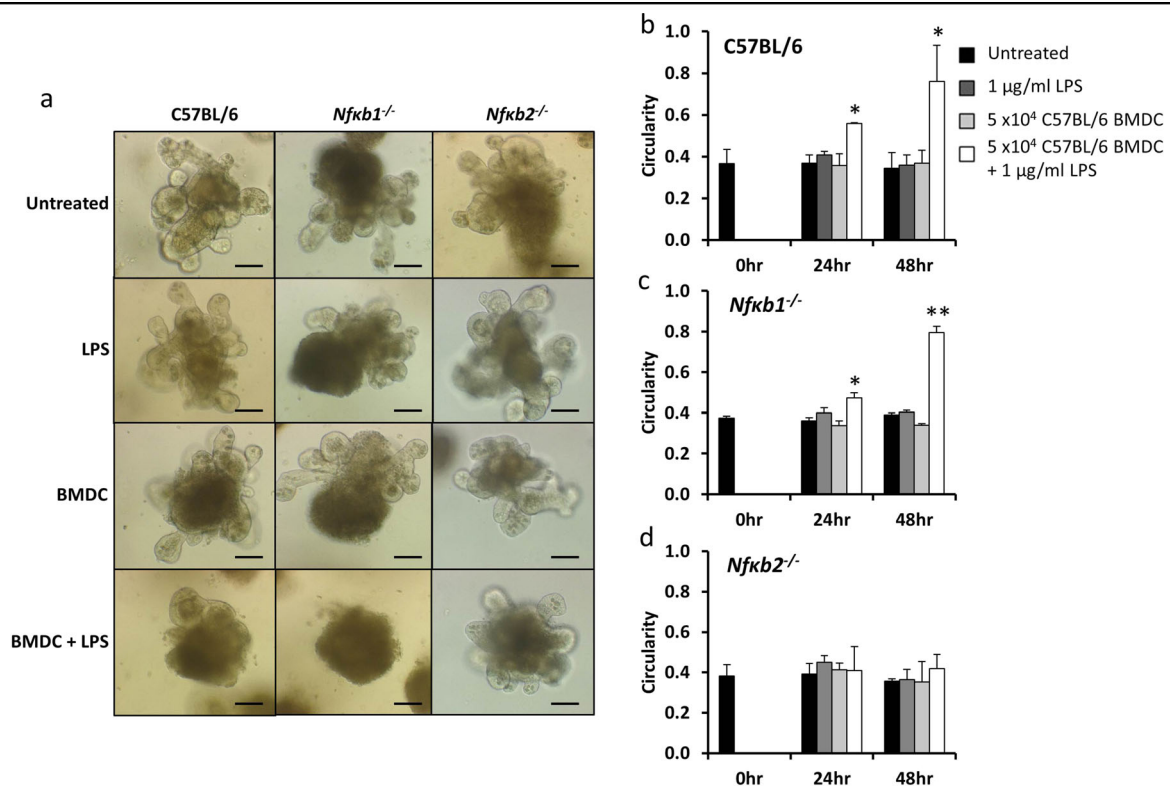 a
C57BL/6
Nfκb1-/-
Nfκb2-/-
Untreated
LPS
BMDC
BMDC + LPS
b
C57BL/6
Circularity
1.0
0.8
0.6
0.4
0.2
0.0
*
*
0hr
24hr
48hr
Untreated
1 µg/ml LPS
5 x10⁴ C57BL/6 BMDC
5 x10⁴ C57BL/6 BMDC
+ 1 µg/ml LPS
c
Nfκb1-/-
Circularity
1.0
0.8
0.6
0.4
0.2
0.0
*
**
0hr
24hr
48hr
d
Nfκb2-/-
Circularity
1.0
0.8
0.6
0.4
0.2
0.0
0hr
24hr
48hr